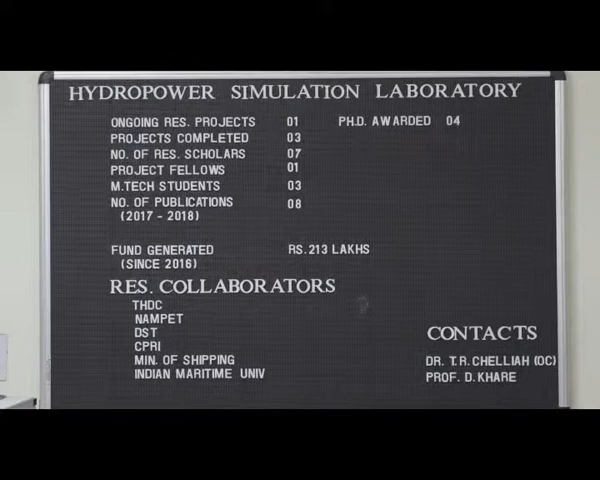 HYDROPOWER SIMULATION LABORATORY
ONGOING RES. PROJECTS 01 PH.D. AWARDED 04
PROJECTS COMPLETED 03
NO. OF RES. SCHOLARS 07
PROJECT FELLOWS 01
M.TECH STUDENTS 03
NO. OF PUBLICATIONS 08
(2017 - 2018)
FUND GENERATED RS.213 LAKHS
(SINCE 2016)
RES. COLLABORATORS
THDC
NAMPET
DST
CPRI
MIN. OF SHIPPING
INDIAN MARITIME UNIV
CONTACTS
DR. T.R.CHELLIAH (OC)
PROF. D.KHARE